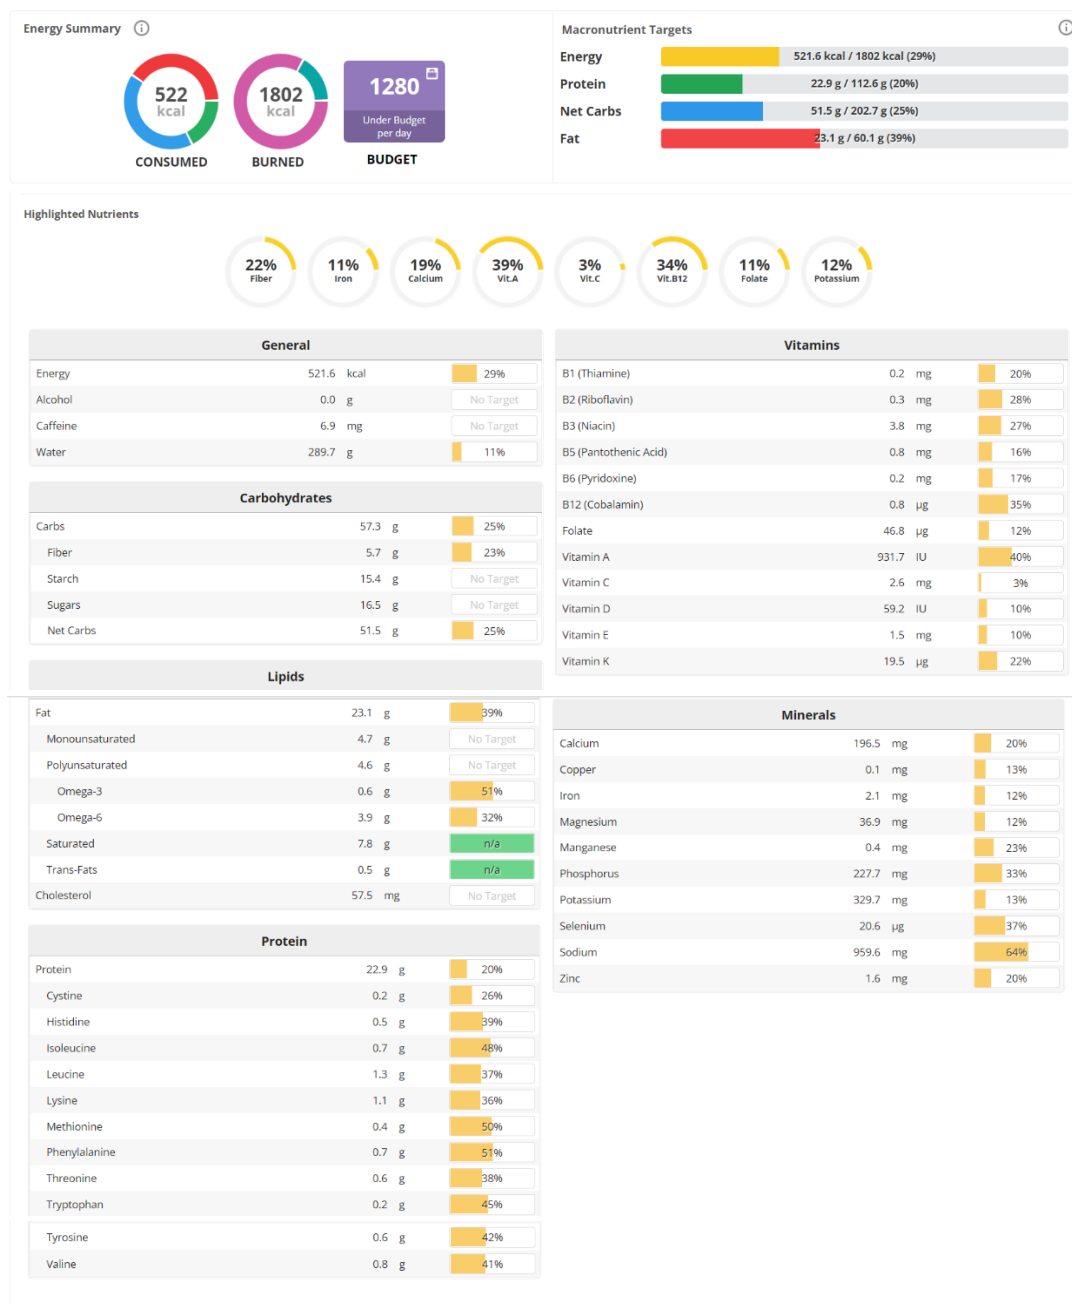 Energy Summary
522
kcal
CONSUMED
1802
kcal
BURNED
1280
Under Budget
per day
BUDGET
Macronutrient Targets
Energy 521.6 kcal / 1802 kcal (29%)
Protein 22.9 g / 112.6 g (20%)
Net Carbs 51.5 g / 202.7 g (25%)
Fat 23.1 g / 60.1 g (39%)
Highlighted Nutrients
22% Fiber
11% Iron
19% Calcium
39% Vit.A
3% Vit.C
34% Vit.B12
11% Folate
12% Potassium
General
Energy 521.6 kcal 29%
Alcohol 0.0 g No Target
Caffeine 6.9 mg No Target
Water 289.7 g 11%
Carbohydrates
Carbs 57.3 g 25%
Fiber 5.7 g 23%
Starch 15.4 g No Target
Sugars 16.5 g No Target
Net Carbs 51.5 g 25%
Lipids
Fat 23.1 g 39%
Monounsaturated 4.7 g No Target
Polyunsaturated 4.6 g No Target
Omega-3 0.6 g 51%
Omega-6 3.9 g 32%
Saturated 7.8 g n/a
Trans-Fats 0.5 g n/a
Cholesterol 57.5 mg No Target
Protein
Protein 22.9 g 20%
Cystine 0.2 g 26%
Histidine 0.5 g 39%
Isoleucine 0.7 g 48%
Leucine 1.3 g 37%
Lysine 1.1 g 36%
Methionine 0.4 g 50%
Phenylalanine 0.7 g 51%
Threonine 0.6 g 38%
Tryptophan 0.2 g 45%
Tyrosine 0.6 g 42%
Valine 0.8 g 41%
Vitamins
B1 (Thiamine) 0.2 mg 20%
B2 (Riboflavin) 0.3 mg 28%
B3 (Niacin) 3.8 mg 27%
B5 (Pantothenic Acid) 0.8 mg 16%
B6 (Pyridoxine) 0.2 mg 17%
B12 (Cobalamin) 0.8 µg 35%
Folate 46.8 µg 12%
Vitamin A 931.7 IU 40%
Vitamin C 2.6 mg 3%
Vitamin D 59.2 IU 10%
Vitamin E 1.5 mg 10%
Vitamin K 19.5 µg 22%
Minerals
Calcium 196.5 mg 20%
Copper 0.1 mg 13%
Iron 2.1 mg 12%
Magnesium 36.9 mg 12%
Manganese 0.4 mg 23%
Phosphorus 227.7 mg 33%
Potassium 329.7 mg 13%
Selenium 20.6 µg 37%
Sodium 959.6 mg 64%
Zinc 1.6 mg 20%